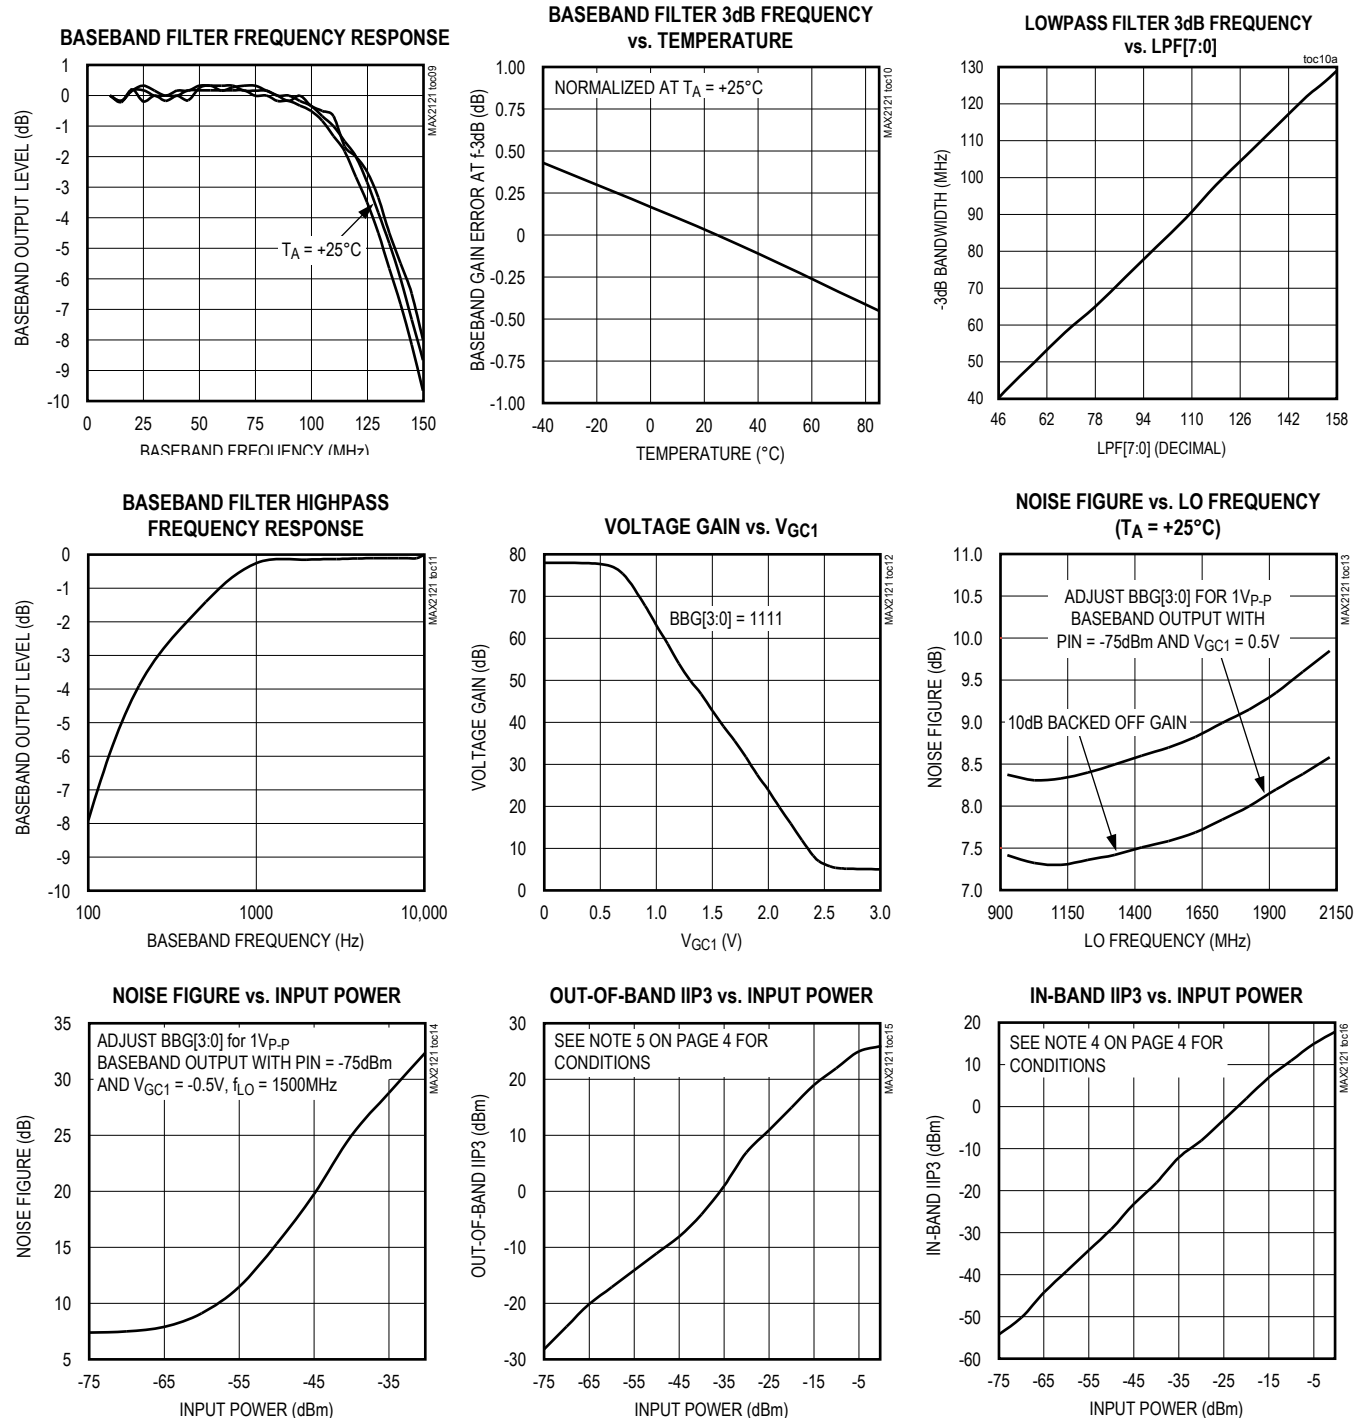 BASEBAND FILTER FREQUENCY RESPONSE
MAX2121 toc09
BASEBAND OUTPUT LEVEL (dB)
1
0
-1
-2
-3
-4
-5
-6
-7
-8
-9
-10
TA = +25°C
0 25 50 75 100 125 150
BASEBAND FREQUENCY (MHz)
BASEBAND FILTER 3dB FREQUENCY
vs. TEMPERATURE
MAX2121 toc10
BASEBAND GAIN ERROR AT f-3dB (dB)
NORMALIZED AT TA = +25°C
1.00
0.75
0.50
0.25
0
-0.25
-0.50
-0.75
-1.00
-40 -20 0 20 40 60 80
TEMPERATURE (°C)
LOWPASS FILTER 3dB FREQUENCY
vs. LPF[7:0]
toc10a
-3dB BANDWIDTH (MHz)
130
120
110
100
90
80
70
60
50
40
46 62 78 94 110 126 142 158
LPF[7:0] (DECIMAL)
BASEBAND FILTER HIGHPASS
FREQUENCY RESPONSE
MAX2121 toc11
BASEBAND OUTPUT LEVEL (dB)
0
-1
-2
-3
-4
-5
-6
-7
-8
-9
-10
100 1000 10,000
BASEBAND FREQUENCY (Hz)
VOLTAGE GAIN vs. VGC1
MAX2121 toc12
VOLTAGE GAIN (dB)
BBG[3:0] = 1111
80
70
60
50
40
30
20
10
0
0 0.5 1.0 1.5 2.0 2.5 3.0
VGC1 (V)
NOISE FIGURE vs. LO FREQUENCY
(TA = +25°C)
MAX2121 toc13
NOISE FIGURE (dB)
ADJUST BBG[3:0] FOR 1VP-P
BASEBAND OUTPUT WITH
PIN = -75dBm AND VGC1 = 0.5V
10dB BACKED OFF GAIN
11.0
10.5
10.0
9.5
9.0
8.5
8.0
7.5
7.0
900 1150 1400 1650 1900 2150
LO FREQUENCY (MHz)
NOISE FIGURE vs. INPUT POWER
MAX2121 toc14
NOISE FIGURE (dB)
ADJUST BBG[3:0] for 1VP-P
BASEBAND OUTPUT WITH PIN = -75dBm
AND VGC1 = -0.5V, fLO = 1500MHz
35
30
25
20
15
10
5
-75 -65 -55 -45 -35
INPUT POWER (dBm)
OUT-OF-BAND IIP3 vs. INPUT POWER
MAX2121 toc15
OUT-OF-BAND IIP3 (dBm)
SEE NOTE 5 ON PAGE 4 FOR
CONDITIONS
30
20
10
0
-10
-20
-30
-75 -65 -55 -45 -35 -25 -15 -5
INPUT POWER (dBm)
IN-BAND IIP3 vs. INPUT POWER
MAX2121 toc16
IN-BAND IIP3 (dBm)
SEE NOTE 4 ON PAGE 4 FOR
CONDITIONS
20
10
0
-10
-20
-30
-40
-50
-60
-75 -65 -55 -45 -35 -25 -15 -5
INPUT POWER (dBm)